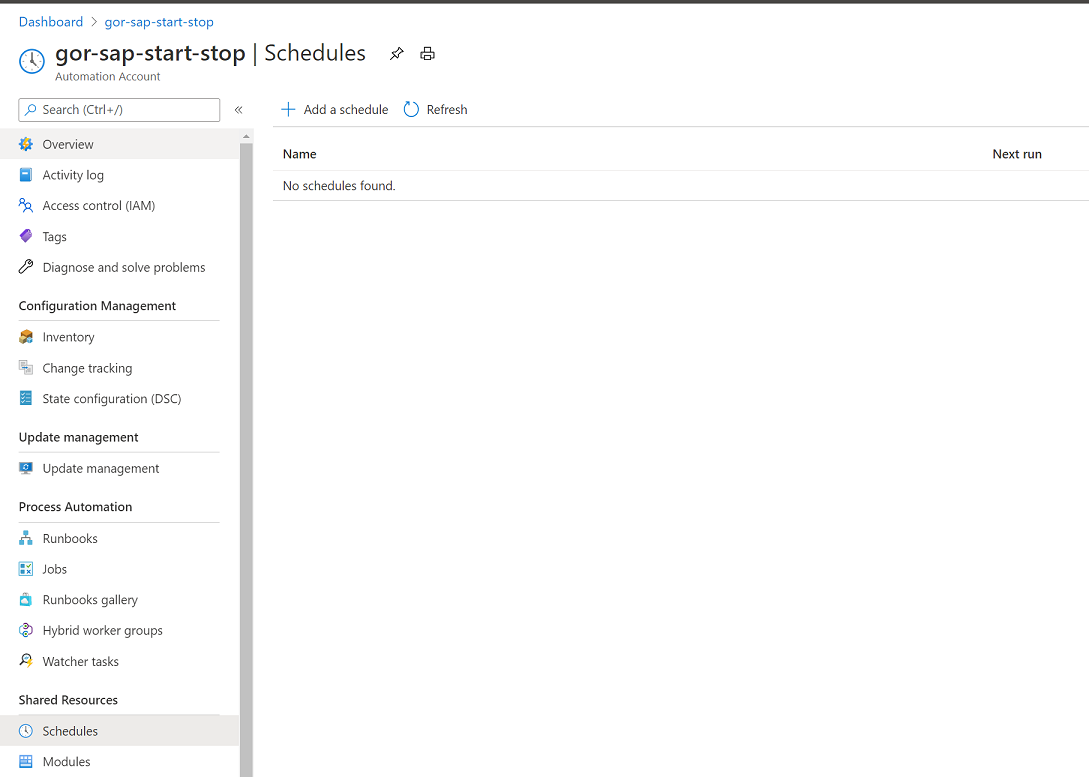 Dashboard > gor-sap-start-stop
gor-sap-start-stop | Schedules
Automation Account
Search (Ctrl+/)
«
Add a schedule
Refresh
Overview
Activity log
Access control (IAM)
Tags
Diagnose and solve problems
Configuration Management
Inventory
Change tracking
State configuration (DSC)
Update management
Update management
Process Automation
Runbooks
Jobs
Runbooks gallery
Hybrid worker groups
Watcher tasks
Shared Resources
Schedules
Modules
Name
Next run
No schedules found.